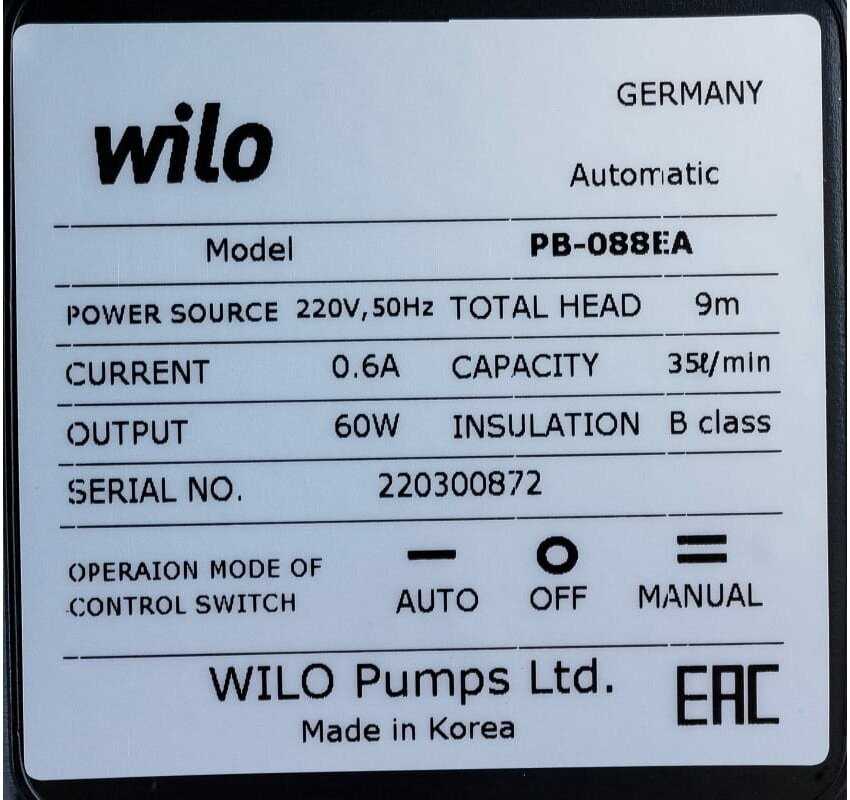 wilo
GERMANY
Automatic
Model PB-088EA
POWER SOURCE 220V,50Hz TOTAL HEAD 9m
CURRENT 0.6A CAPACITY 35ℓ/min
OUTPUT 60W INSULATION B class
SERIAL NO. 220300872
OPERAION MODE OF
CONTROL SWITCH
AUTO OFF MANUAL
WILO Pumps Ltd.
Made in Korea
EAC